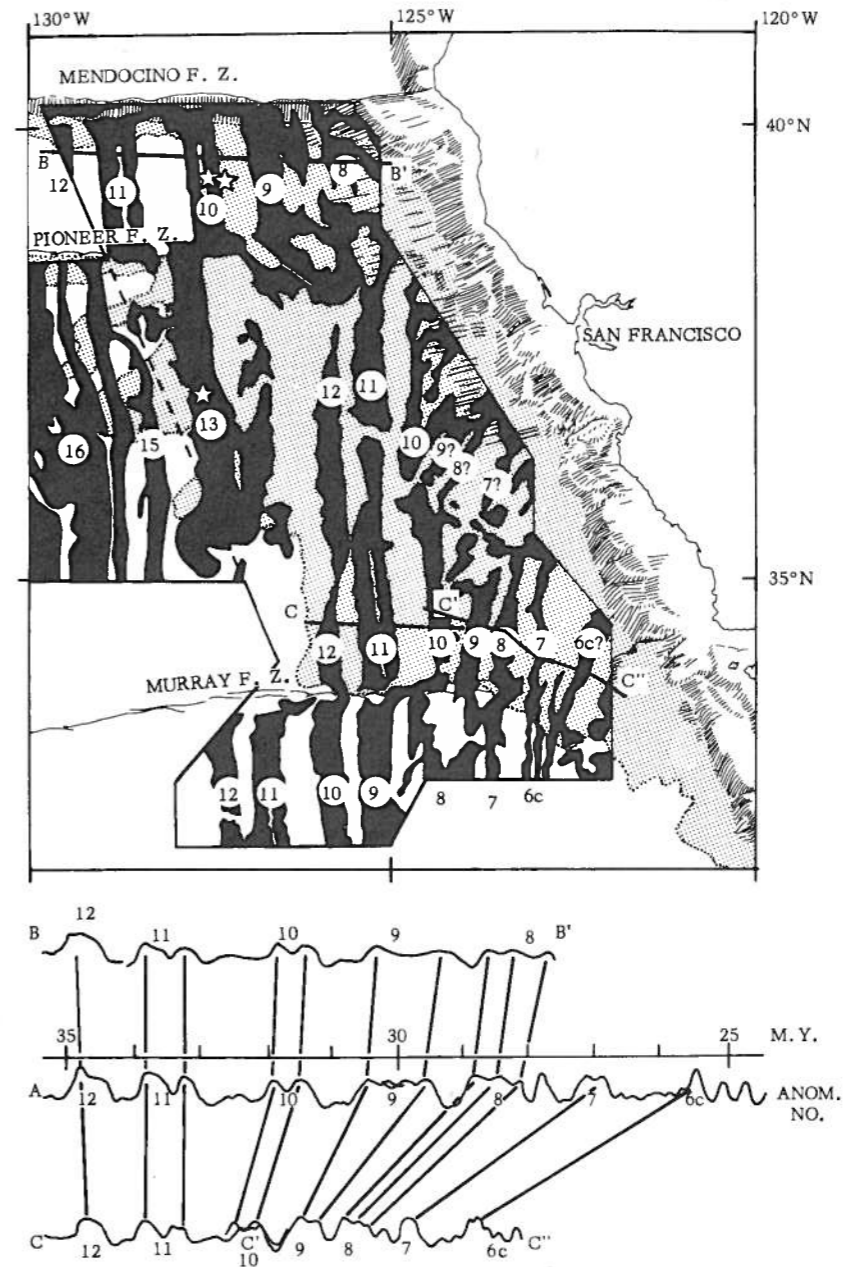 130°W 125°W 120°W
MENDOCINO F. Z.
40°N
B B'
12 11 10 9 8
PIONEER F. Z.
SAN FRANCISCO
12 11
16 15 13 10 9? 8? 7?
35°N
C C'
12 11 10 9 8 7 6c?
C"
MURRAY F. Z.
12 11 10 9 8 7 6c
12
B 11 10 9 8 B'
35 30 25 M.Y.
A 12 11 10 9 8 7 6c ANOM.
NO.
C 12 11 C' 10 9 8 7 6c C"